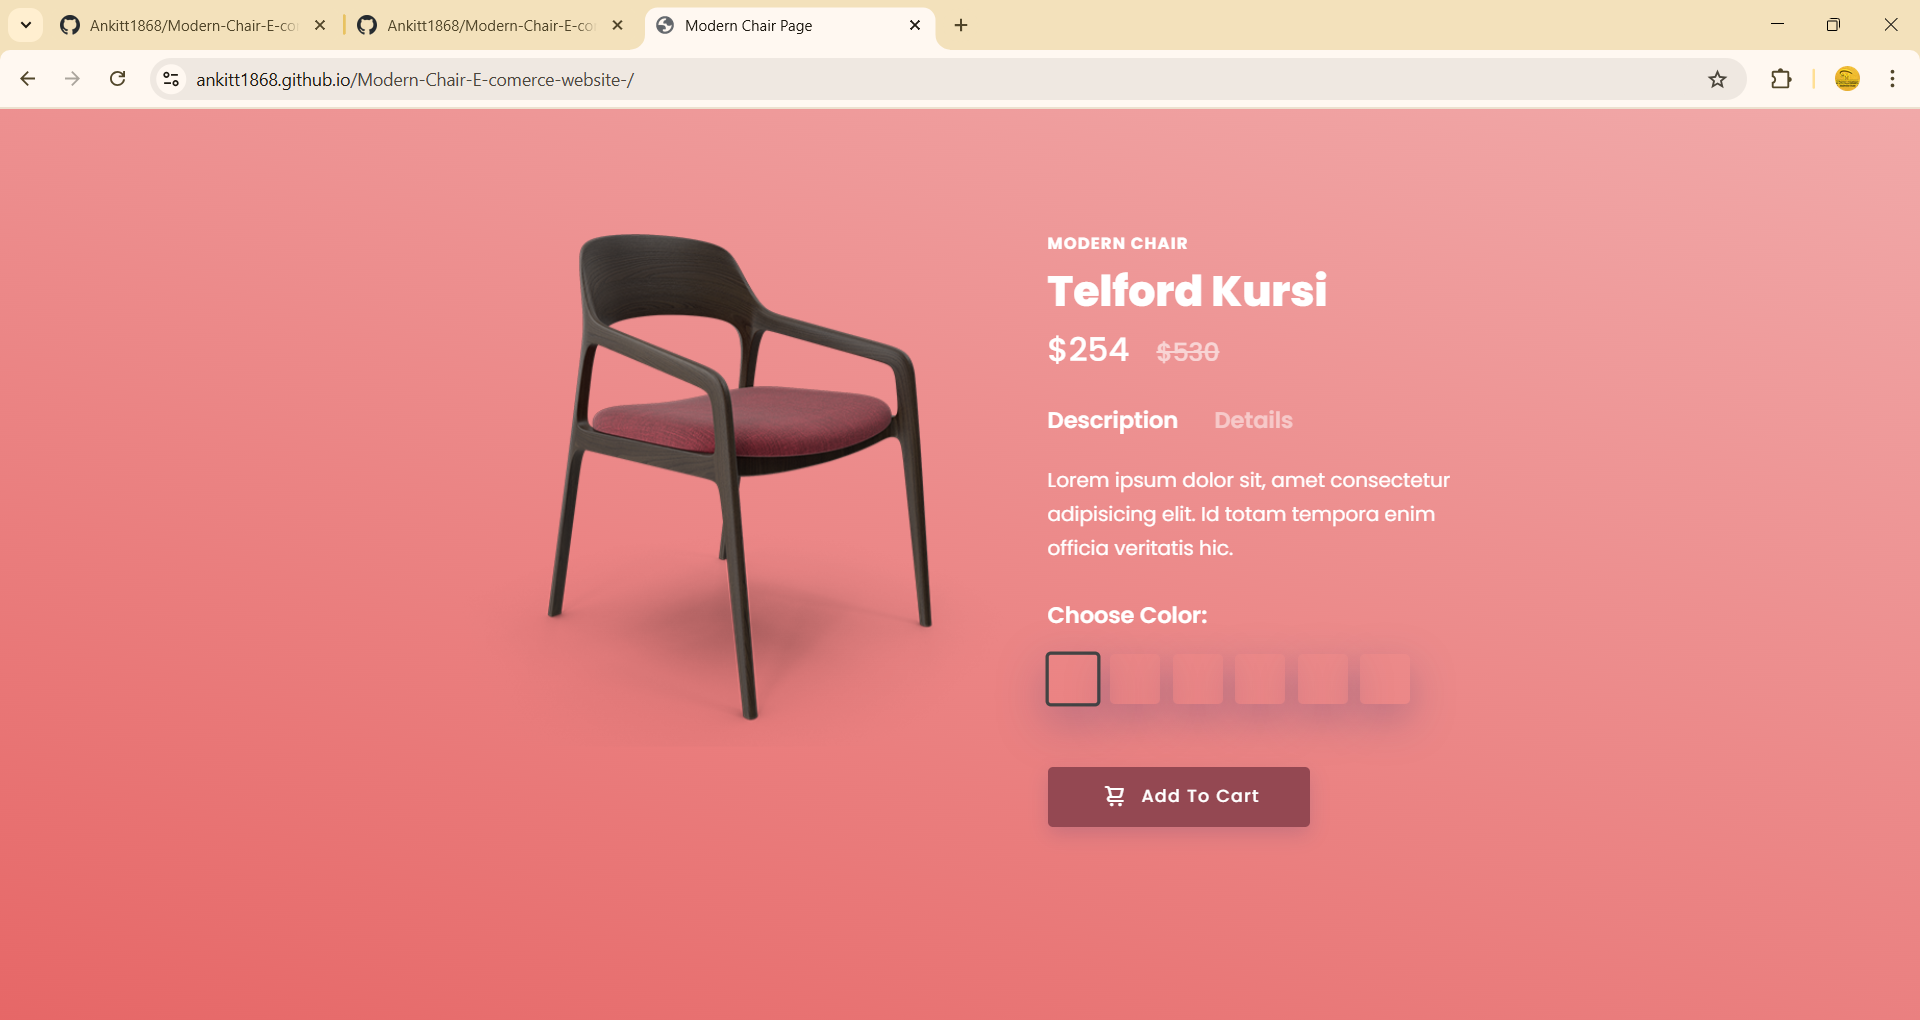 Ankitt1868/Modern-Chair-E-co
Ankitt1868/Modern-Chair-E-co
Modern Chair Page
ankitt1868.github.io/Modern-Chair-E-comerce-website-/
MODERN CHAIR
Telford Kursi
$254 $530
Description Details
Lorem ipsum dolor sit, amet consectetur
adipisicing elit. Id totam tempora enim
officia veritatis hic.
Choose Color:
Add To Cart